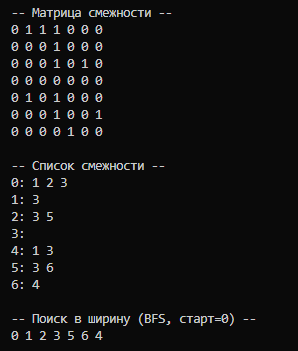 -- Матрица смежности --
0 1 1 1 0 0 0
0 0 0 1 0 0 0
0 0 0 1 0 1 0
0 0 0 0 0 0 0
0 1 0 1 0 0 0
0 0 0 1 0 0 1
0 0 0 0 1 0 0
-- Список смежности --
0: 1 2 3
1: 3
2: 3 5
3:
4: 1 3
5: 3 6
6: 4
-- Поиск в ширину (BFS, старт=0) --
0 1 2 3 5 6 4